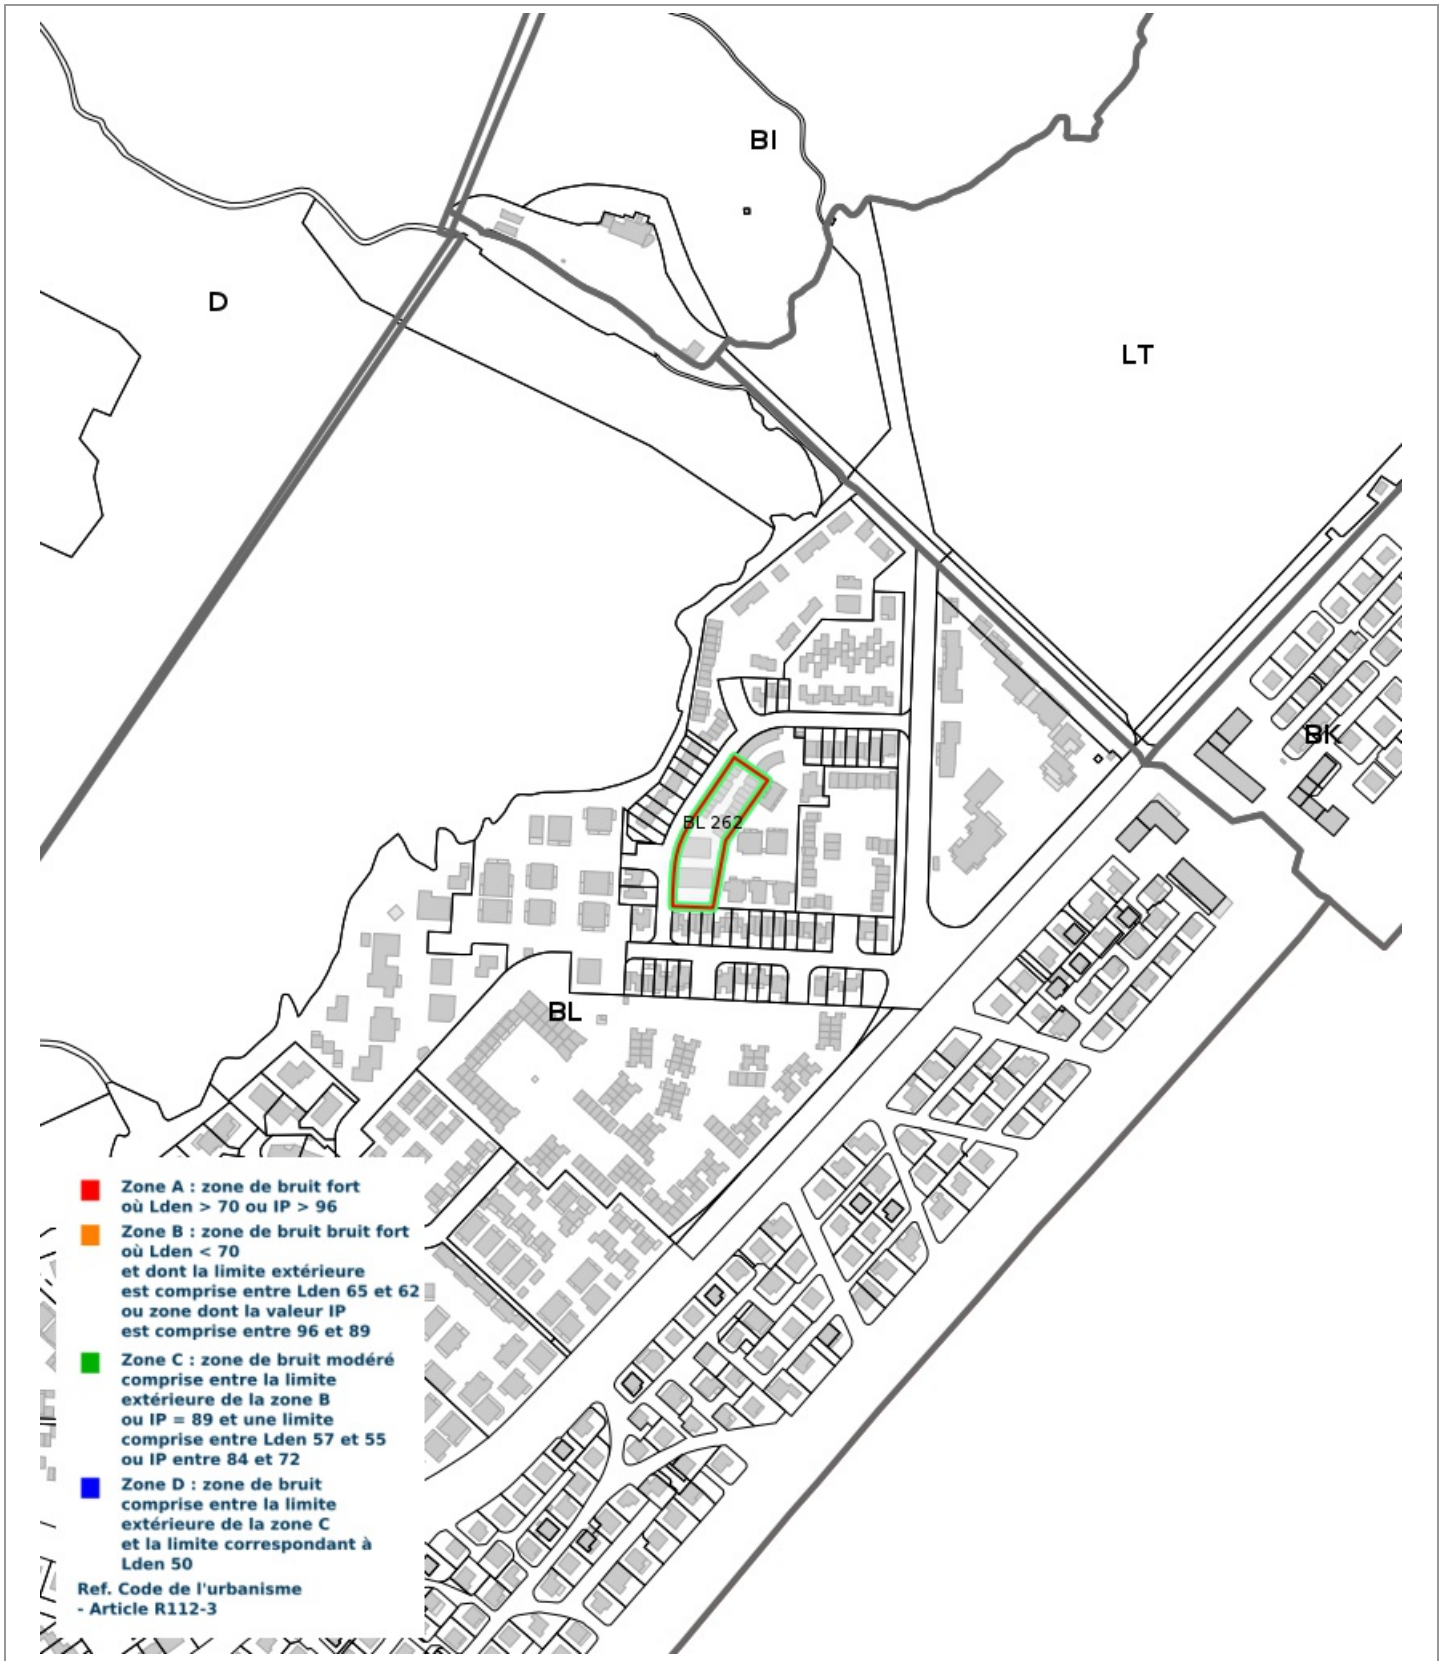 BI
D
LT
BK
BL 262
BL
Zone A : zone de bruit fort
où Lden > 70 ou IP > 96
Zone B : zone de bruit bruit fort
où Lden < 70
et dont la limite extérieure
est comprise entre Lden 65 et 62
ou zone dont la valeur IP
est comprise entre 96 et 89
Zone C : zone de bruit modéré
comprise entre la limite
extérieure de la zone B
ou IP = 89 et une limite
comprise entre Lden 57 et 55
ou IP entre 84 et 72
Zone D : zone de bruit
comprise entre la limite
extérieure de la zone C
et la limite correspondant à
Lden 50
Ref. Code de l'urbanisme
- Article R112-3